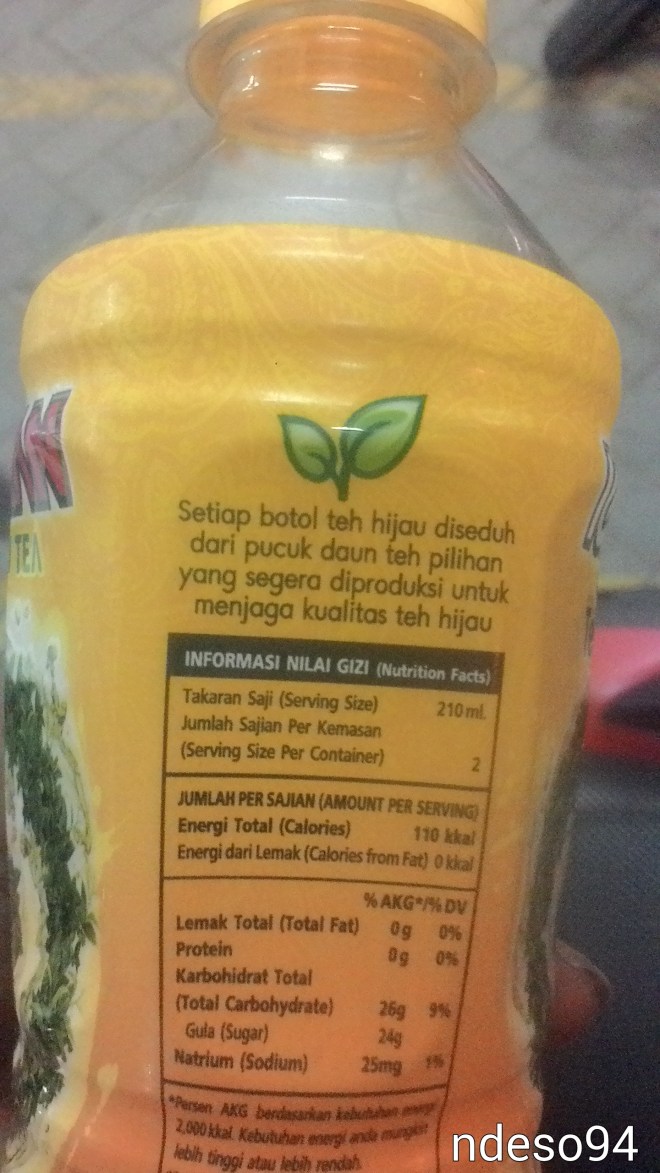 NN
TEA
Setiap botol teh hijau diseduh
dari pucuk daun teh pilihan
yang segera diproduksi untuk
menjaga kualitas teh hijau
INFORMASI NILAI GIZI (Nutrition Facts)
Takaran Saji (Serving Size) 210 ml.
Jumlah Sajian Per Kemasan
(Serving Size Per Container) 2
JUMLAH PER SAJIAN (AMOUNT PER SERVING)
Energi Total (Calories) 110 kkal
Energi dari Lemak (Calories from Fat) 0 kkal
% AKG*/% DV
Lemak Total (Total Fat) 0g 0%
Protein 0g 0%
Karbohidrat Total
(Total Carbohydrate) 26g 9%
Gula (Sugar) 24g
Natrium (Sodium) 25mg 1%
*Persen AKG berdasarkan kebutuhan energi
2,000 kkal. Kebutuhan energi anda mungkin
lebih tinggi atau lebih rendah.
ndeso94